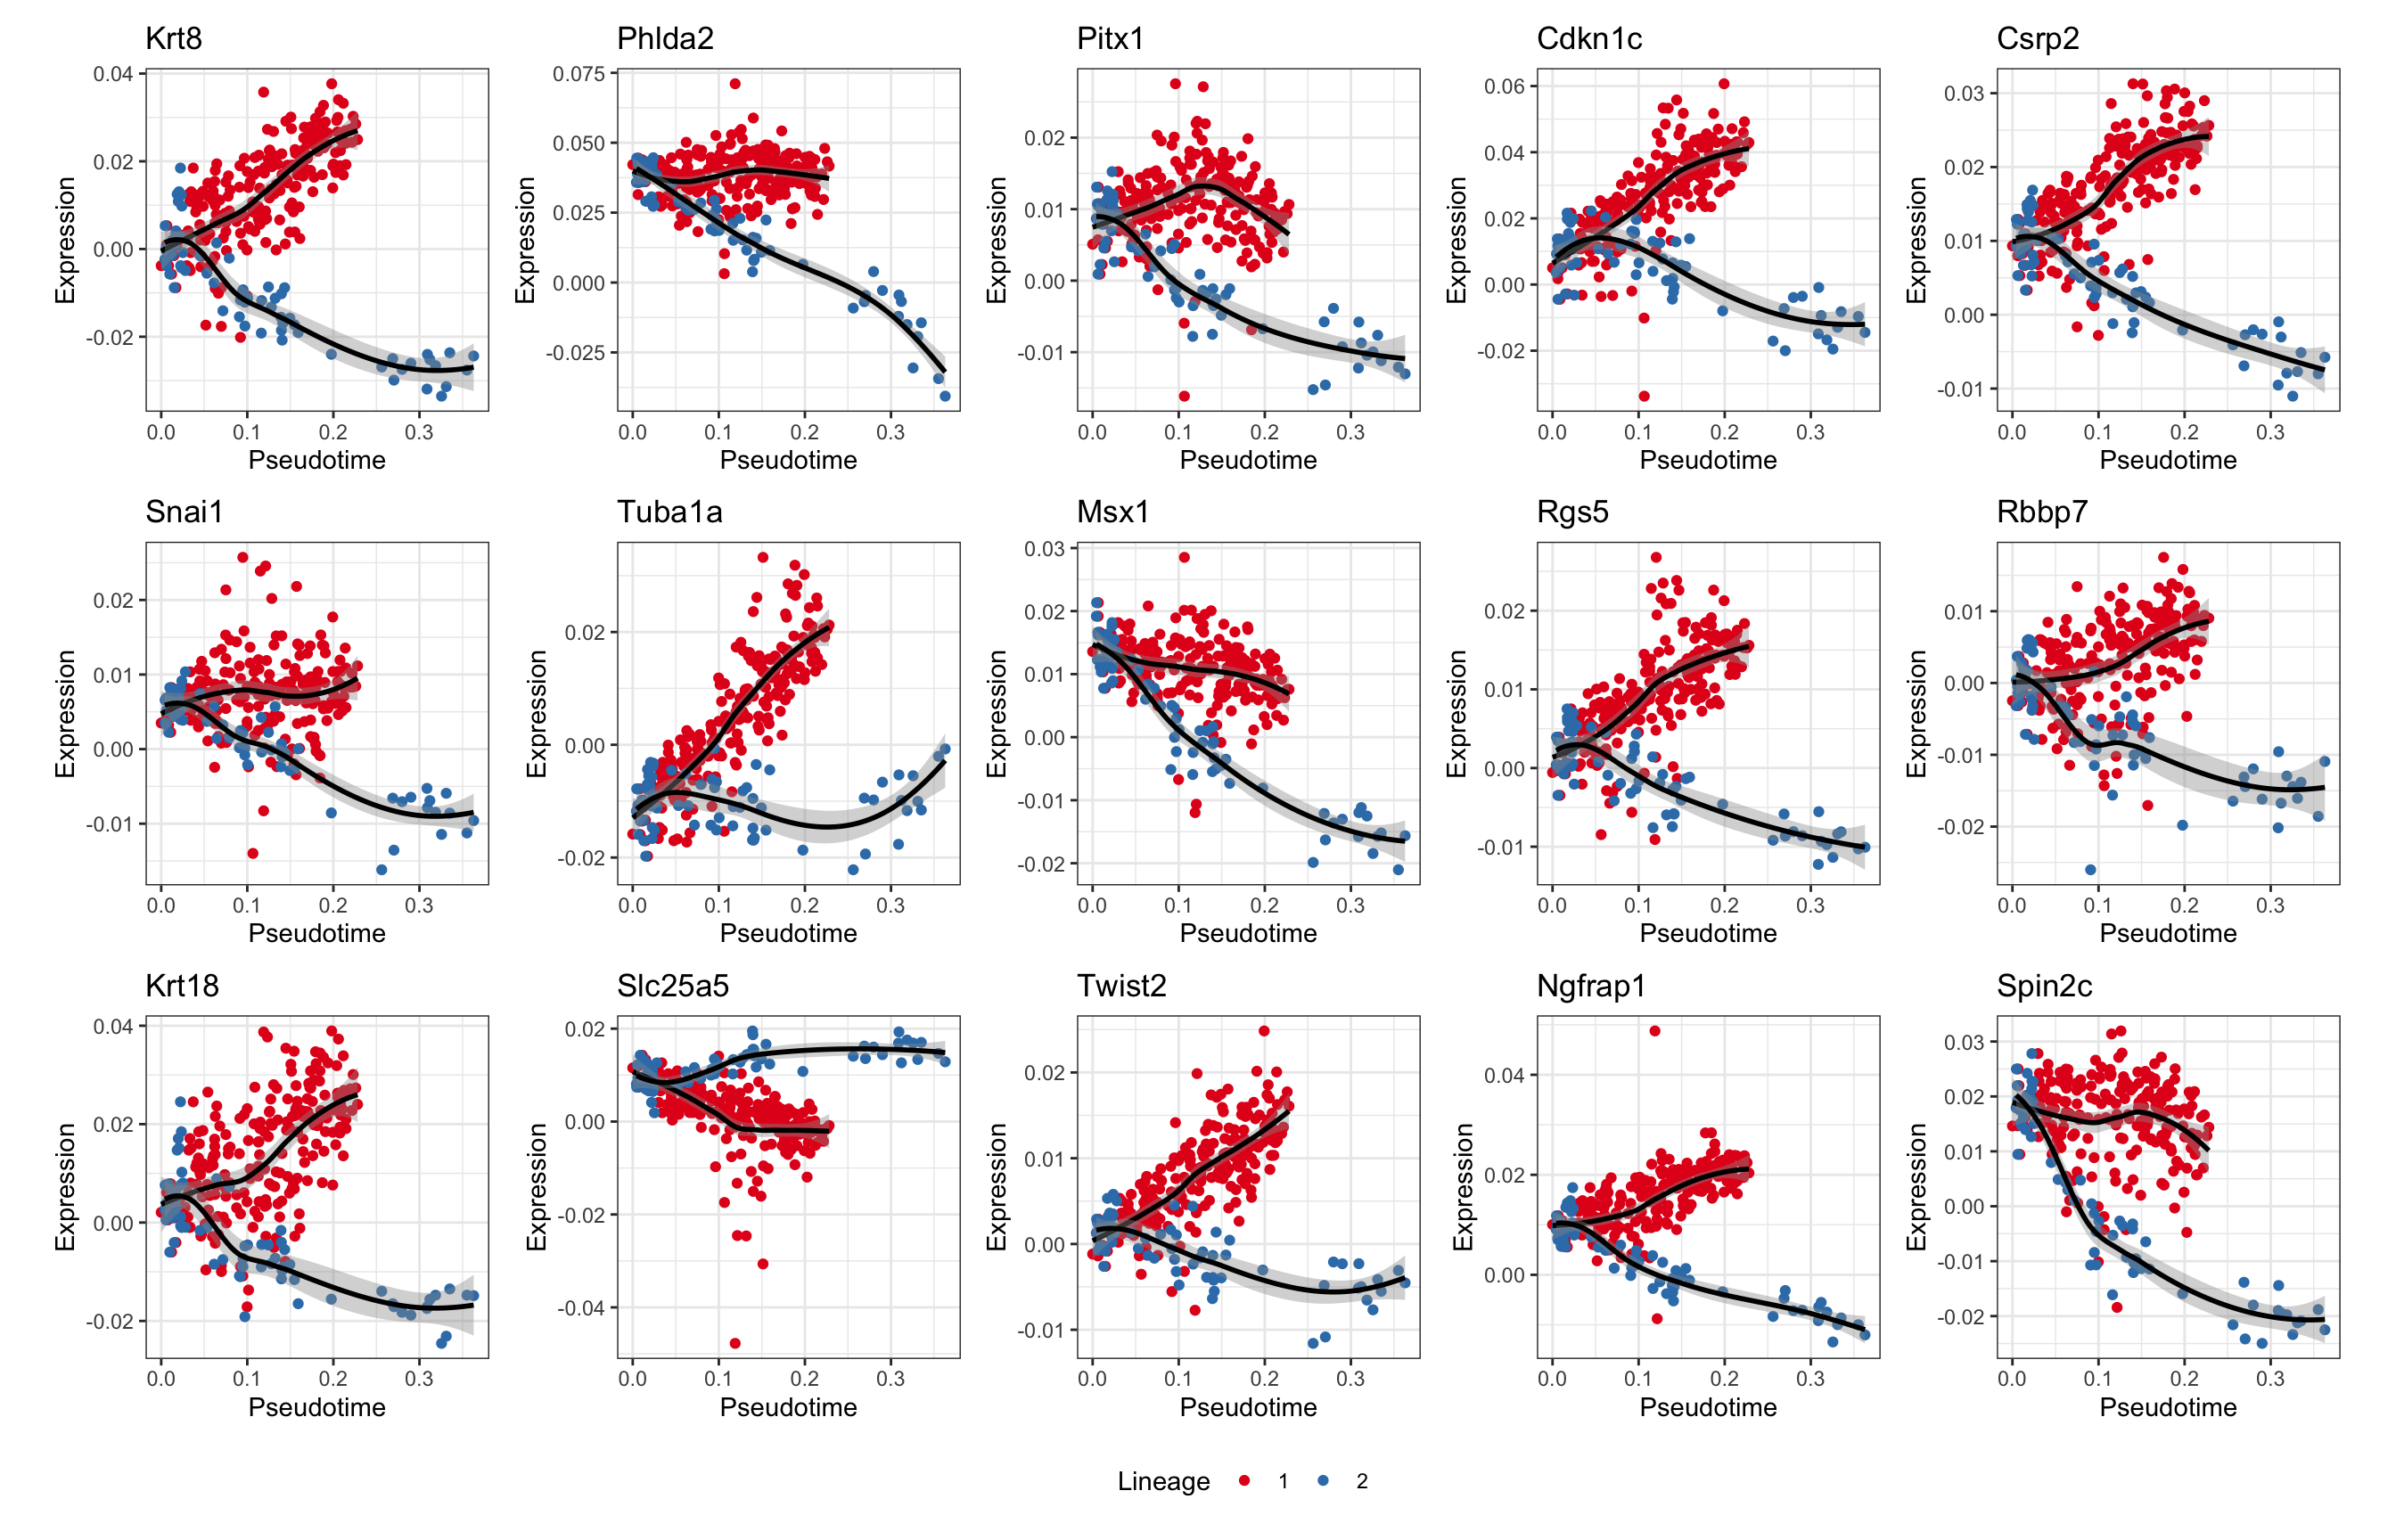 Krt8 Phlda2 Pitx1 Cdkn1c Csrp2
0.04 0.075 0.02 0.06 0.03
0.02 0.050 0.01 0.04 0.02
0.00 0.025 0.00 0.02 0.01
-0.02 0.000 -0.01 0.00 0.00
-0.025 -0.02 -0.01
Expression Expression Expression Expression Expression
0.0 0.1 0.2 0.3 0.0 0.1 0.2 0.3 0.0 0.1 0.2 0.3 0.0 0.1 0.2 0.3 0.0 0.1 0.2 0.3
Pseudotime Pseudotime Pseudotime Pseudotime Pseudotime
Snai1 Tuba1a Msx1 Rgs5 Rbbp7
0.02 0.02 0.03 0.02 0.01
0.01 0.00 0.02 0.01 0.00
0.00 -0.02 0.01 0.00 -0.01
-0.01 0.00 -0.01 -0.02
-0.01
-0.02
Expression Expression Expression Expression Expression
0.0 0.1 0.2 0.3 0.0 0.1 0.2 0.3 0.0 0.1 0.2 0.3 0.0 0.1 0.2 0.3 0.0 0.1 0.2 0.3
Pseudotime Pseudotime Pseudotime Pseudotime Pseudotime
Krt18 Slc25a5 Twist2 Ngfrap1 Spin2c
0.04 0.02 0.02 0.04 0.03
0.02 0.00 0.01 0.02 0.02
0.00 -0.02 0.00 0.00 0.01
-0.02 -0.04 -0.01 0.00
-0.01
-0.02
Expression Expression Expression Expression Expression
0.0 0.1 0.2 0.3 0.0 0.1 0.2 0.3 0.0 0.1 0.2 0.3 0.0 0.1 0.2 0.3 0.0 0.1 0.2 0.3
Pseudotime Pseudotime Pseudotime Pseudotime Pseudotime
Lineage 1 2